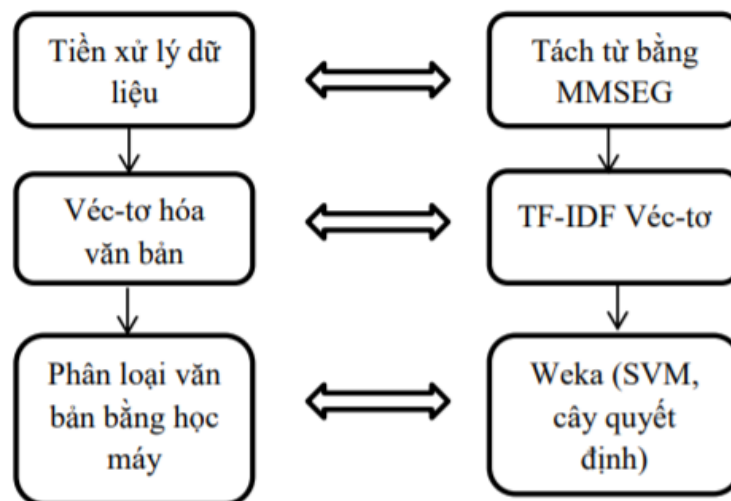 Tiền xử lý dữ
liệu
Tách từ bằng
MMSEG
Véc-tơ hóa
văn bản
TF-IDF Véc-tơ
Phân loại văn
bản bằng học
máy
Weka (SVM,
cây quyết
định)